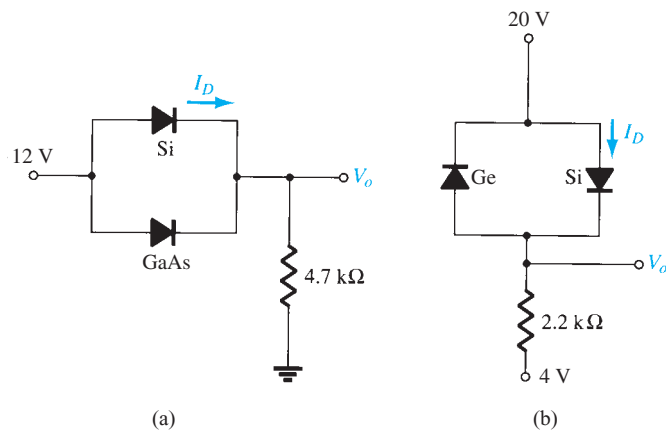 I_D
Si
12 V
V_o
GaAs
4.7 kΩ
(a)
20 V
I_D
Ge
Si
V_o
2.2 kΩ
4 V
(b)